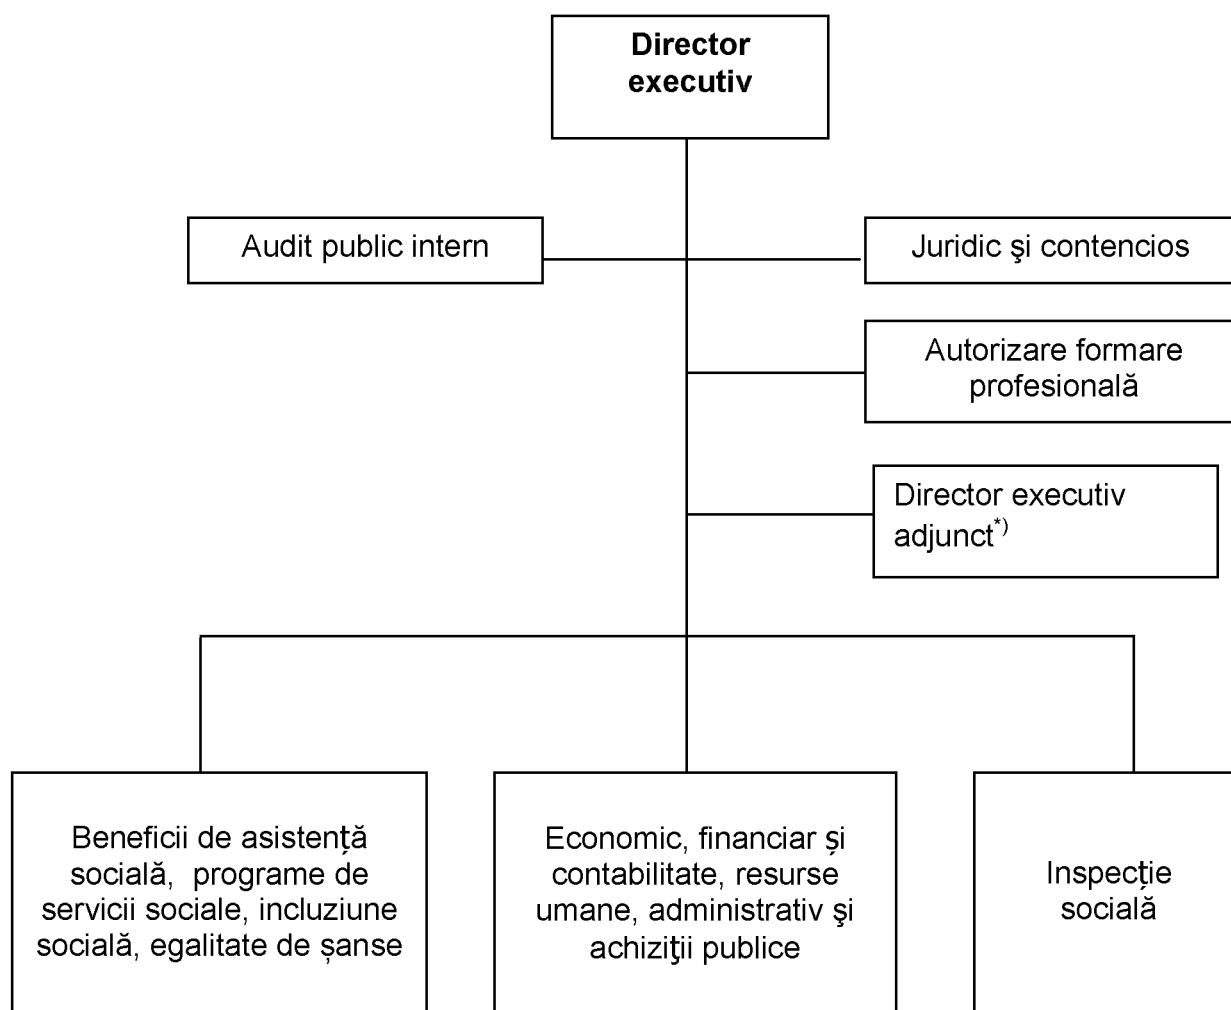 Director
executiv
Audit public intern
Juridic şi contencios
Autorizare formare
profesională
Director executiv
adjunct*)
Beneficii de asistență
socială, programe de
servicii sociale, incluziune
socială, egalitate de șanse
Economic, financiar și
contabilitate, resurse
umane, administrativ şi
achiziţii publice
Inspecție
socială